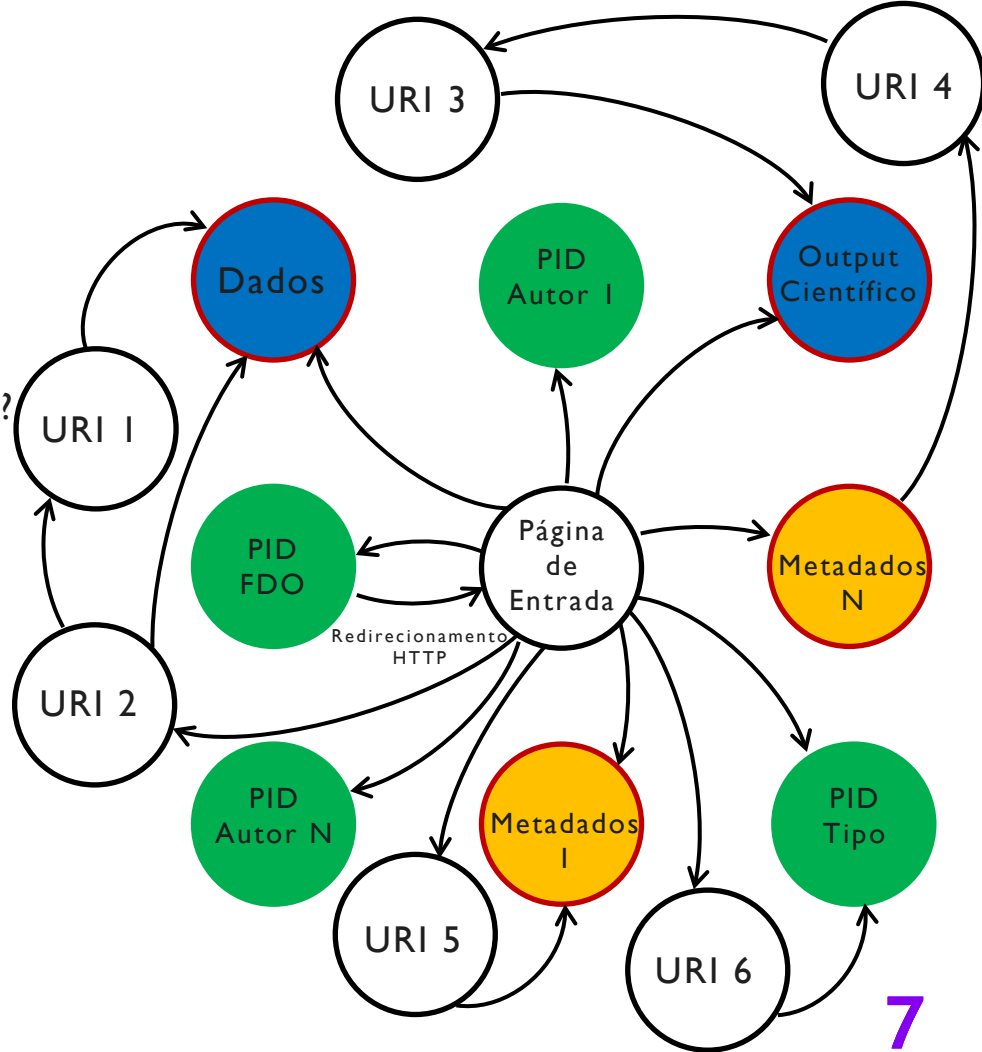 URI 4
URI 3
PID
Autor 1
Output
Científico
Dados
?
URI 1
Página
de
Entrada
PID
FDO
Metadados
N
Redirecionamento
HTTP
URI 2
PID
Autor N
Metadados
1
PID
Tipo
URI 5
URI 6
7